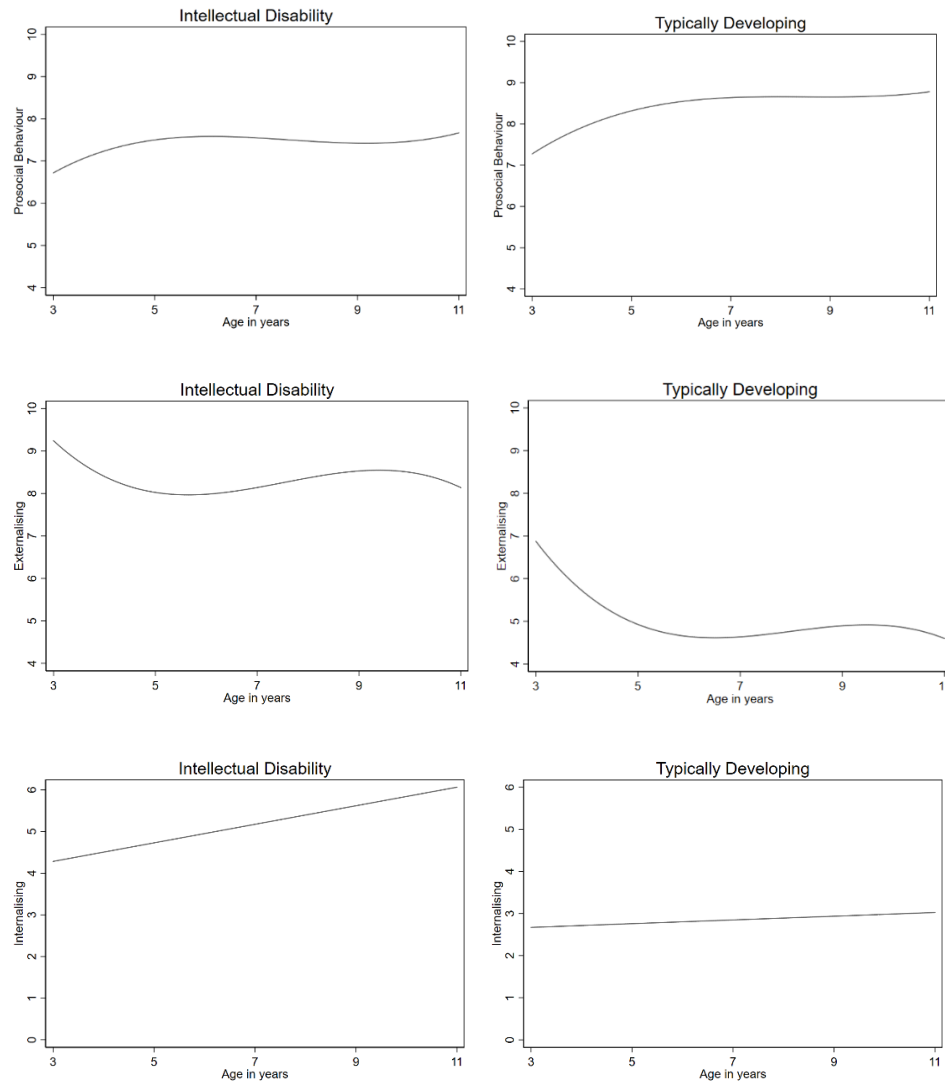 Intellectual Disability
Prosocial Behaviour
10
9
8
7
6
5
4
3 5 7 9 11
Age in years
Typically Developing
Prosocial Behaviour
10
9
8
7
6
5
4
3 5 7 9 11
Age in years
Intellectual Disability
Externalising
10
9
8
7
6
5
4
3 5 7 9 11
Age in years
Typically Developing
Externalising
10
9
8
7
6
5
4
3 5 7 9 1
Age in years
Intellectual Disability
Internalising
6
5
4
3
2
1
0
3 5 7 9 11
Age in years
Typically Developing
Internalising
6
5
4
3
2
1
0
3 5 7 9 11
Age in years